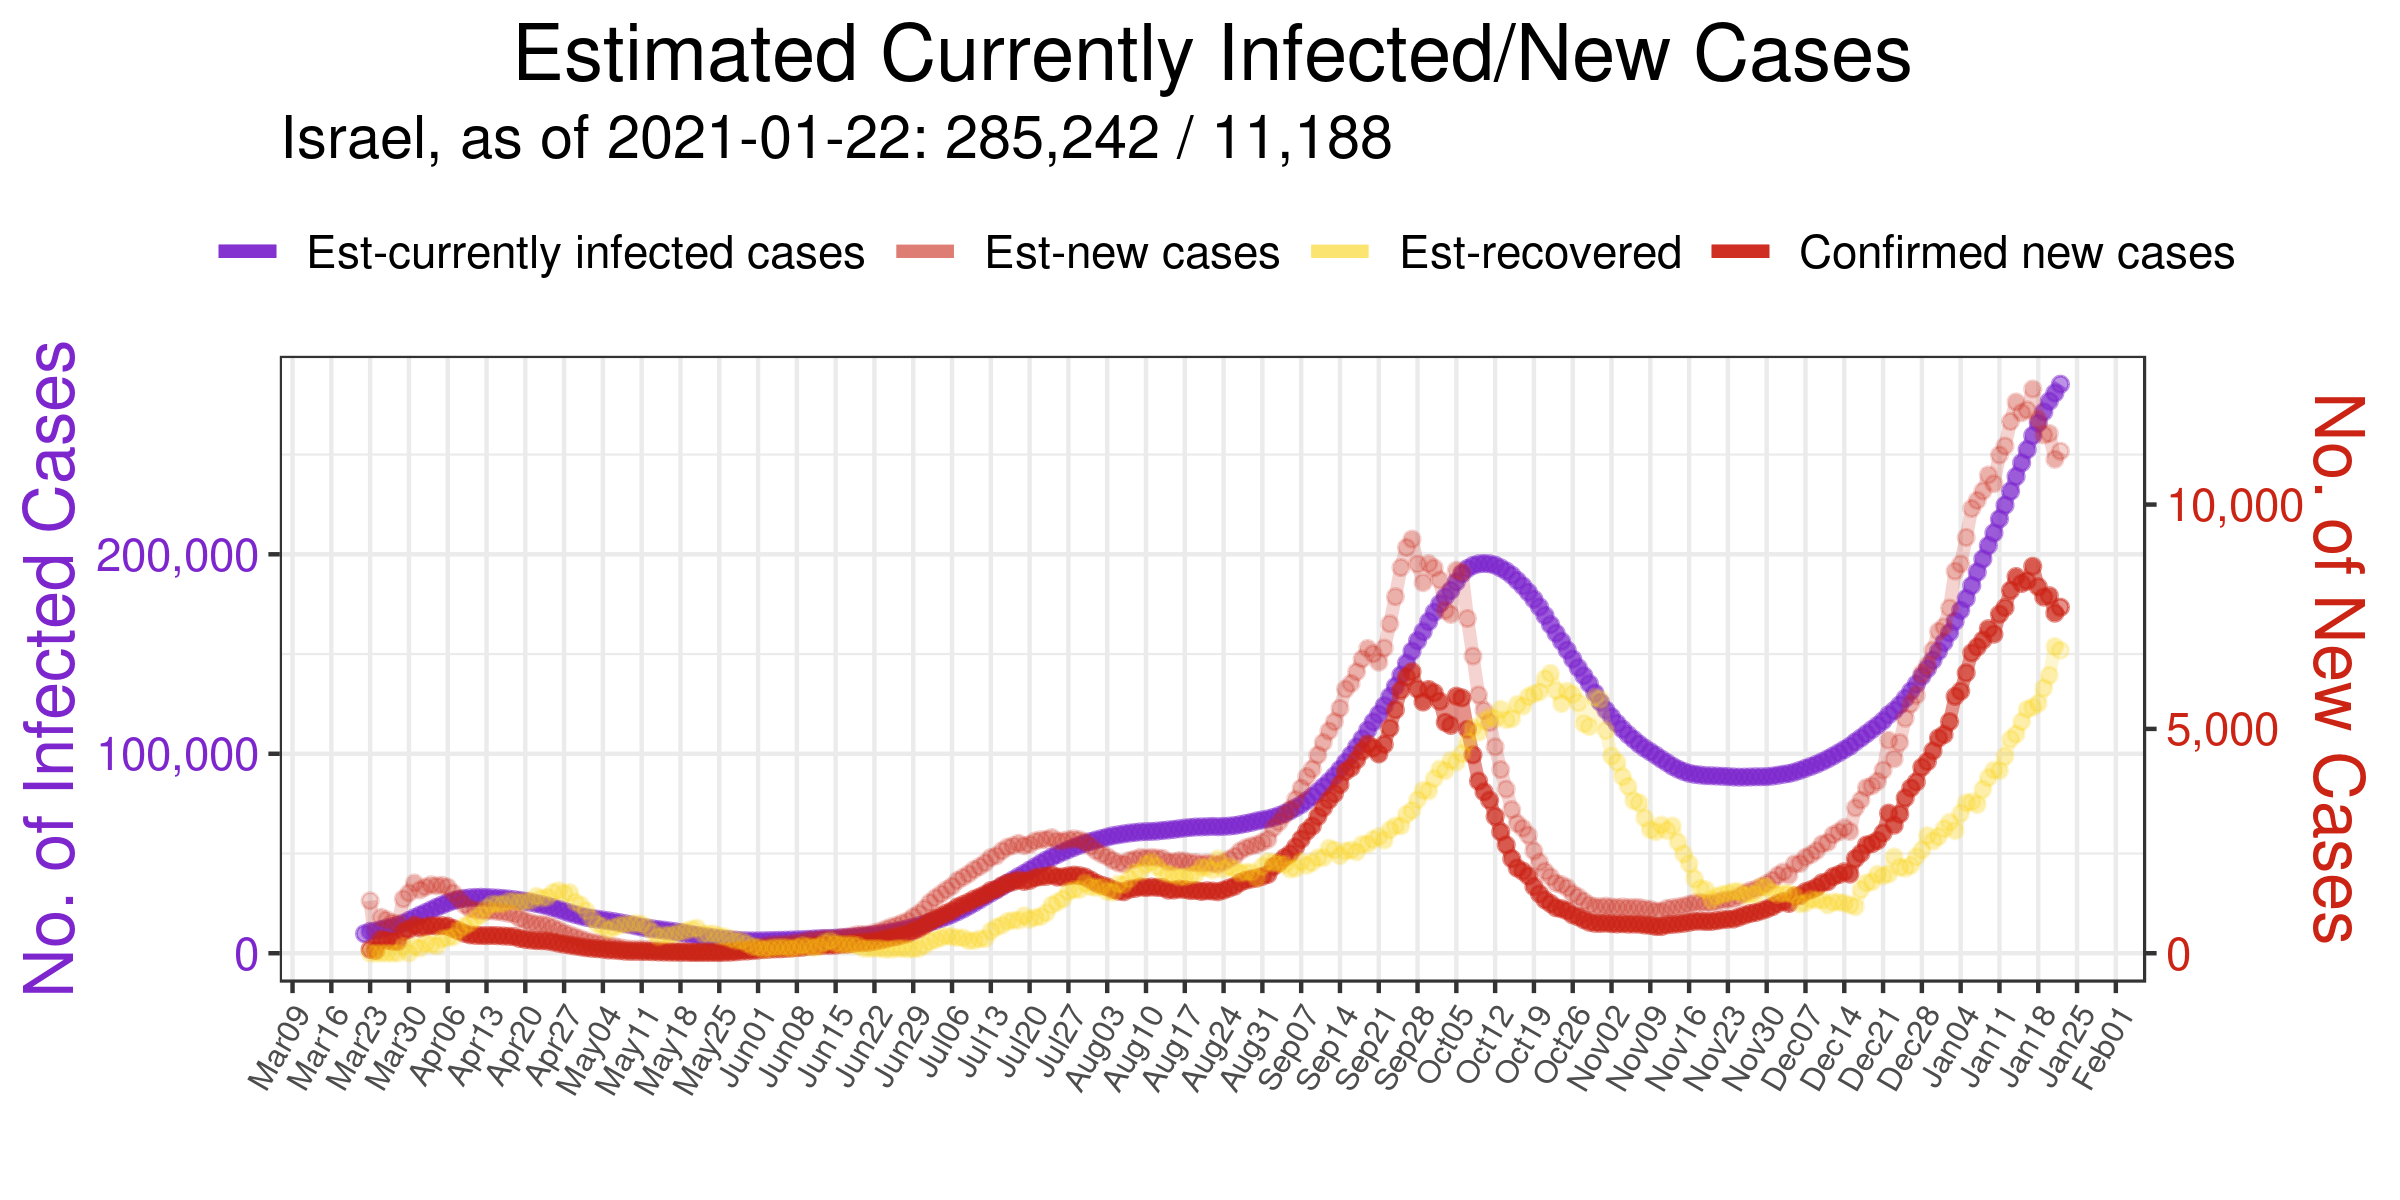 Estimated Currently Infected/New Cases
Israel, as of 2021-01-22: 285,242 / 11,188
Est-currently infected cases Est-new cases Est-recovered Confirmed new cases
No. of Infected Cases
200,000
100,000
0
10,000
5,000
0
No. of New Cases
Mar09 Mar16 Mar23 Mar30 Apr06 Apr13 Apr20 Apr27 May04 May11 May18 May25 Jun01 Jun08 Jun15 Jun22 Jun29 Jul06 Jul13 Jul20 Jul27 Aug03 Aug10 Aug17 Aug24 Aug31 Sep07 Sep14 Sep21 Sep28 Oct05 Oct12 Oct19 Oct26 Nov02 Nov09 Nov16 Nov23 Nov30 Dec07 Dec14 Dec21 Dec28 Jan04 Jan11 Jan18 Jan25 Feb01